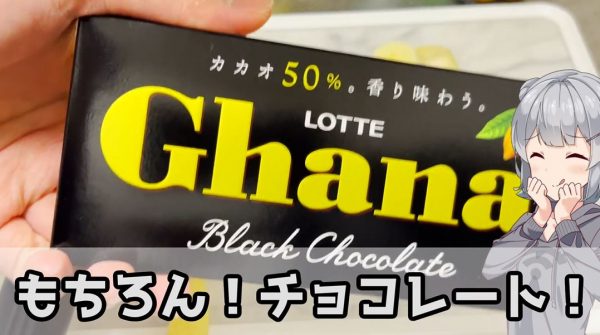 カカオ50%。香り味わう。
LOTTE
Ghana
Black Chocolate
もちろん！チョコレート！